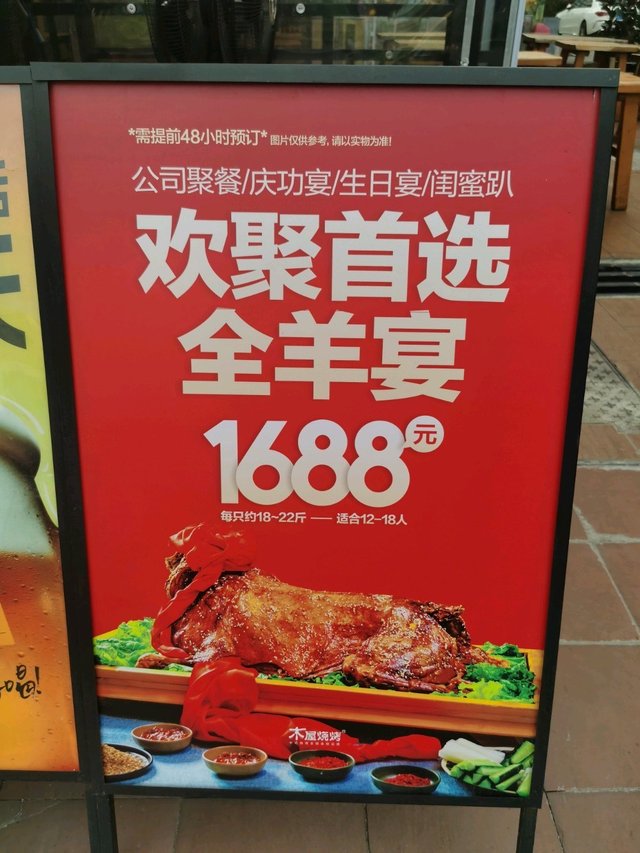 *需提前48小时预订* 图片仅供参考, 请以实物为准!
公司聚餐/庆功宴/生日宴/闺蜜趴
欢聚首选
全羊宴
1688元
每只约18~22斤 —— 适合12-18人
木屋烧烤
唱!